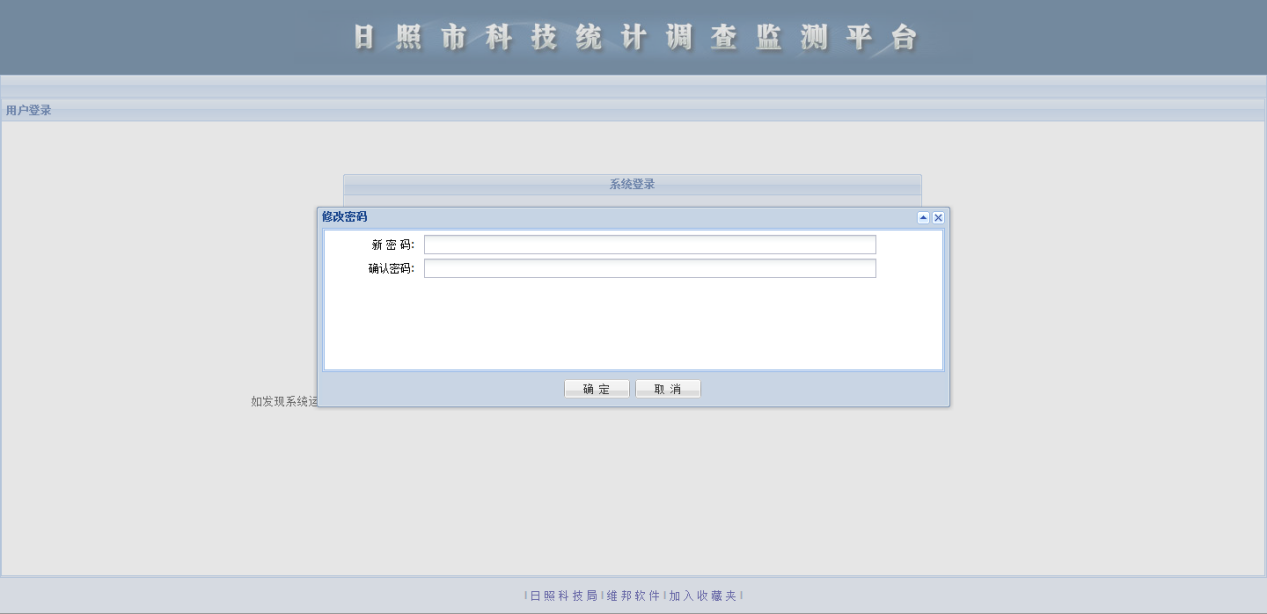 日照市科技统计调查监测平台
用户登录
系统登录
修改密码
新 密 码:
确认密码:
确 定 取 消
如发现系统运
|日照科技局|维邦软件|加入收藏夹|